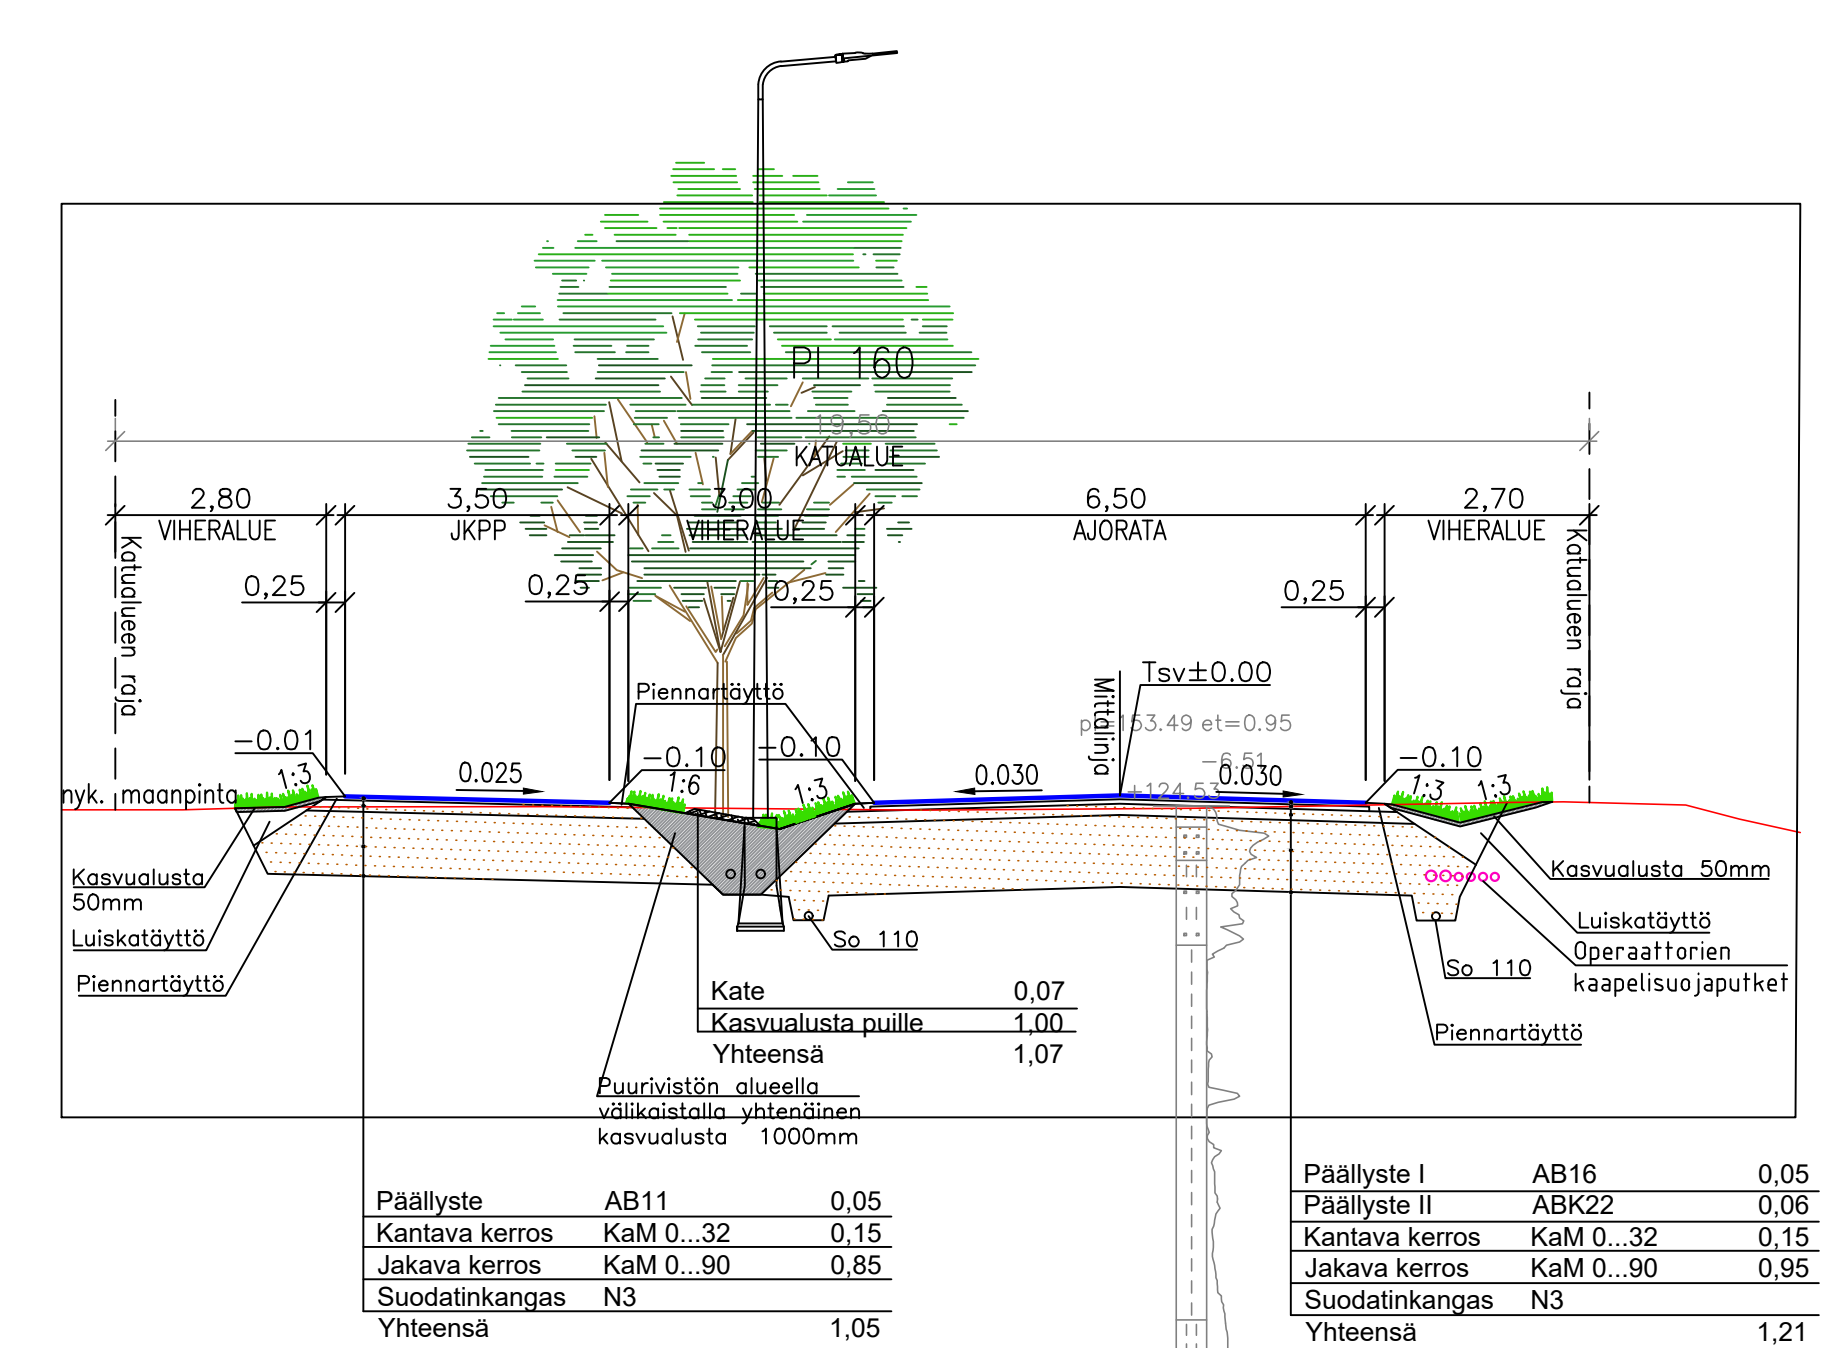 PI 160
19,50
KATUALUE
2,80
VIHERALUE
3,50
JKPP
3,00
VIHERALUE
6,50
AJORATA
2,70
VIHERALUE
Katualueen raja
Katualueen raja
0,25
0,25
0,25
0,25
Piennartäyttö
Mittalinja
Tsv±0.00
153.49 et=0.95
-6.51
+124.53
-0.01
-0.10
-0.10
-0.10
nyk. maanpinta
1:3
0.025
1:6
1:3
0.030
0.030
1:3
1:3
Kasvualusta
50mm
Luiskatäyttö
Piennartäyttö
So 110
Kasvualusta 50mm
Luiskatäyttö
Operaattorien
kaapelisuojaputket
So 110
Piennartäyttö
Kate 0,07
Kasvualusta puille 1,00
Yhteensä 1,07
Puurivistön alueella
välikaistalla yhtenäinen
kasvualusta 1000mm
Päällyste AB11 0,05
Kantava kerros KaM 0...32 0,15
Jakava kerros KaM 0...90 0,85
Suodatinkangas N3
Yhteensä 1,05
Päällyste I AB16 0,05
Päällyste II ABK22 0,06
Kantava kerros KaM 0...32 0,15
Jakava kerros KaM 0...90 0,95
Suodatinkangas N3
Yhteensä 1,21